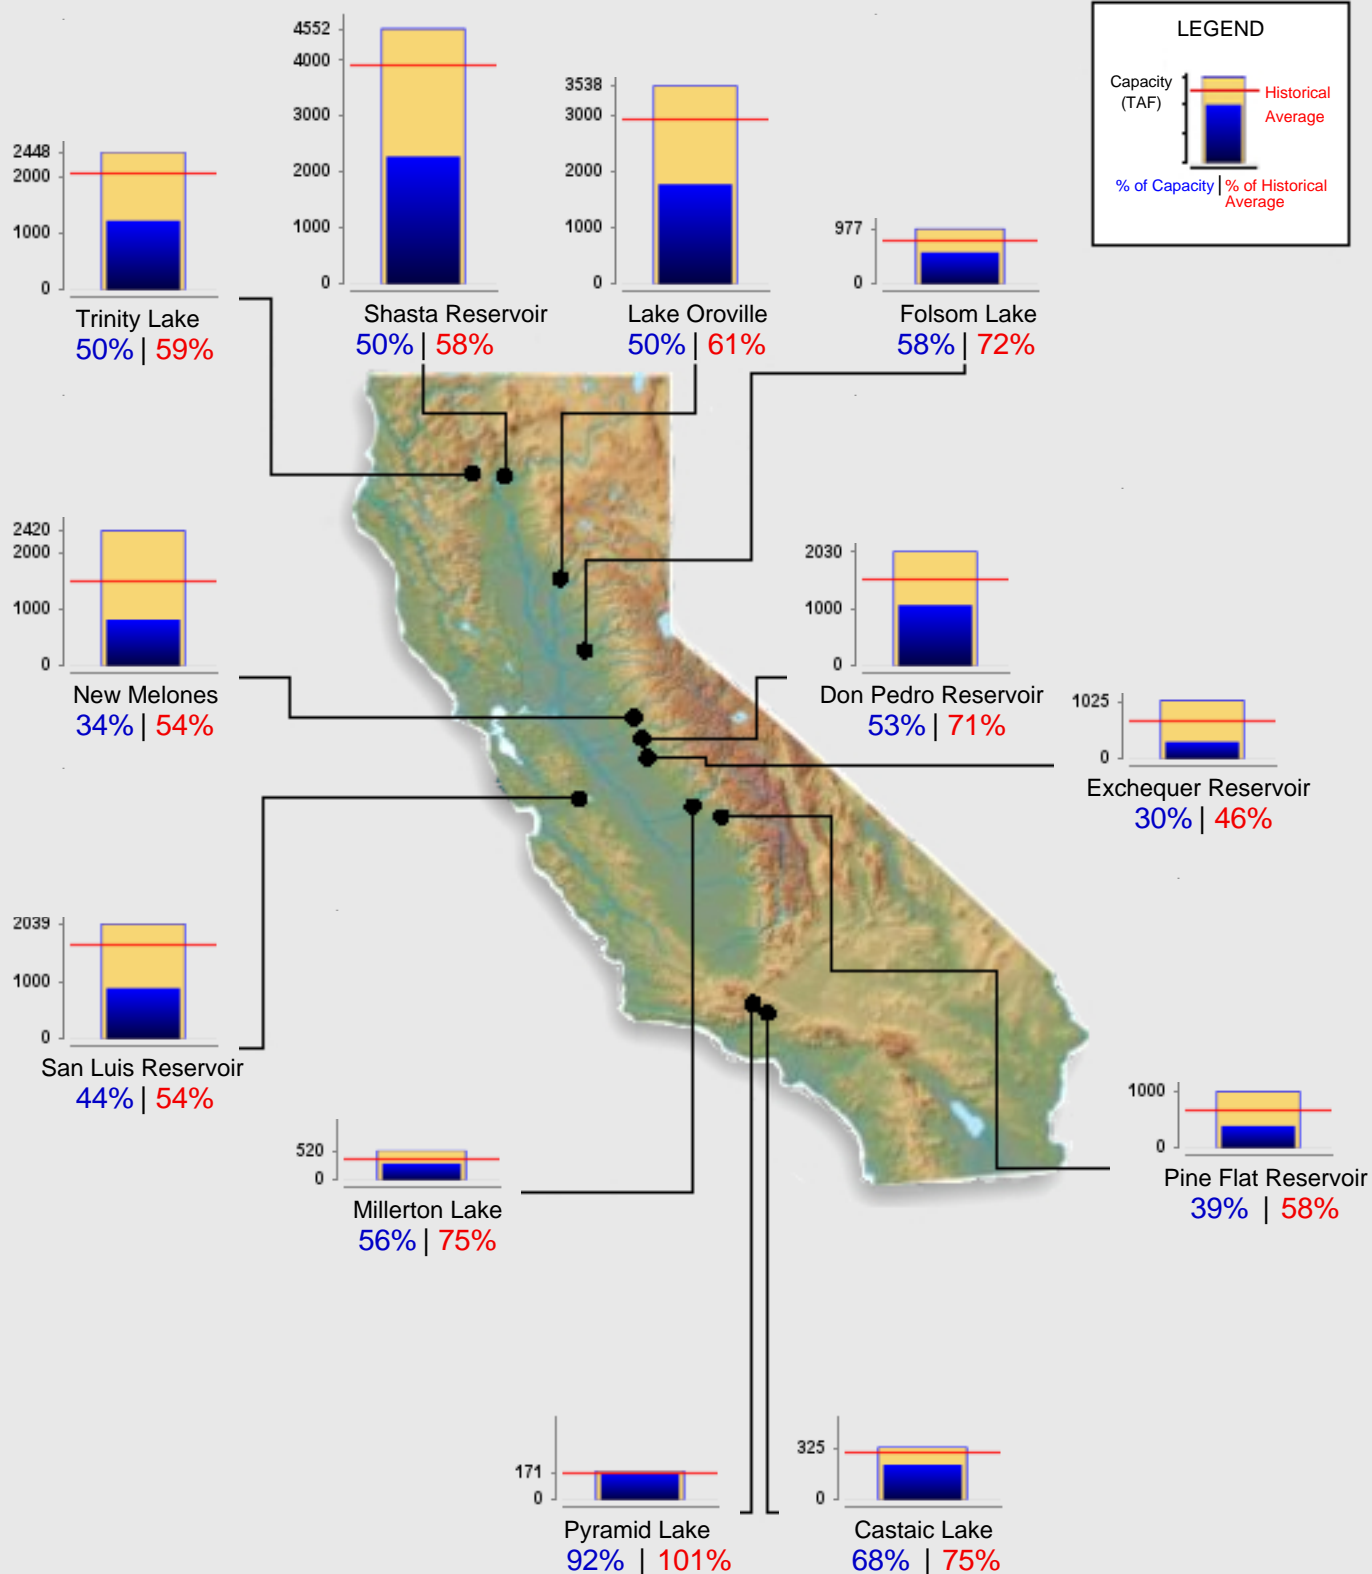 LEGEND
Capacity
(TAF)
Historical
Average
% of Capacity | % of Historical
Average
4552
4000
3000
2000
1000
0
Shasta Reservoir
50% | 58%
3538
3000
2000
1000
0
Lake Oroville
50% | 61%
2448
2000
1000
0
Trinity Lake
50% | 59%
977
0
Folsom Lake
58% | 72%
2420
2000
1000
0
New Melones
34% | 54%
2030
1000
0
Don Pedro Reservoir
53% | 71%
1025
0
Exchequer Reservoir
30% | 46%
2039
1000
0
San Luis Reservoir
44% | 54%
520
0
Millerton Lake
56% | 75%
1000
0
Pine Flat Reservoir
39% | 58%
171
0
Pyramid Lake
92% | 101%
325
0
Castaic Lake
68% | 75%